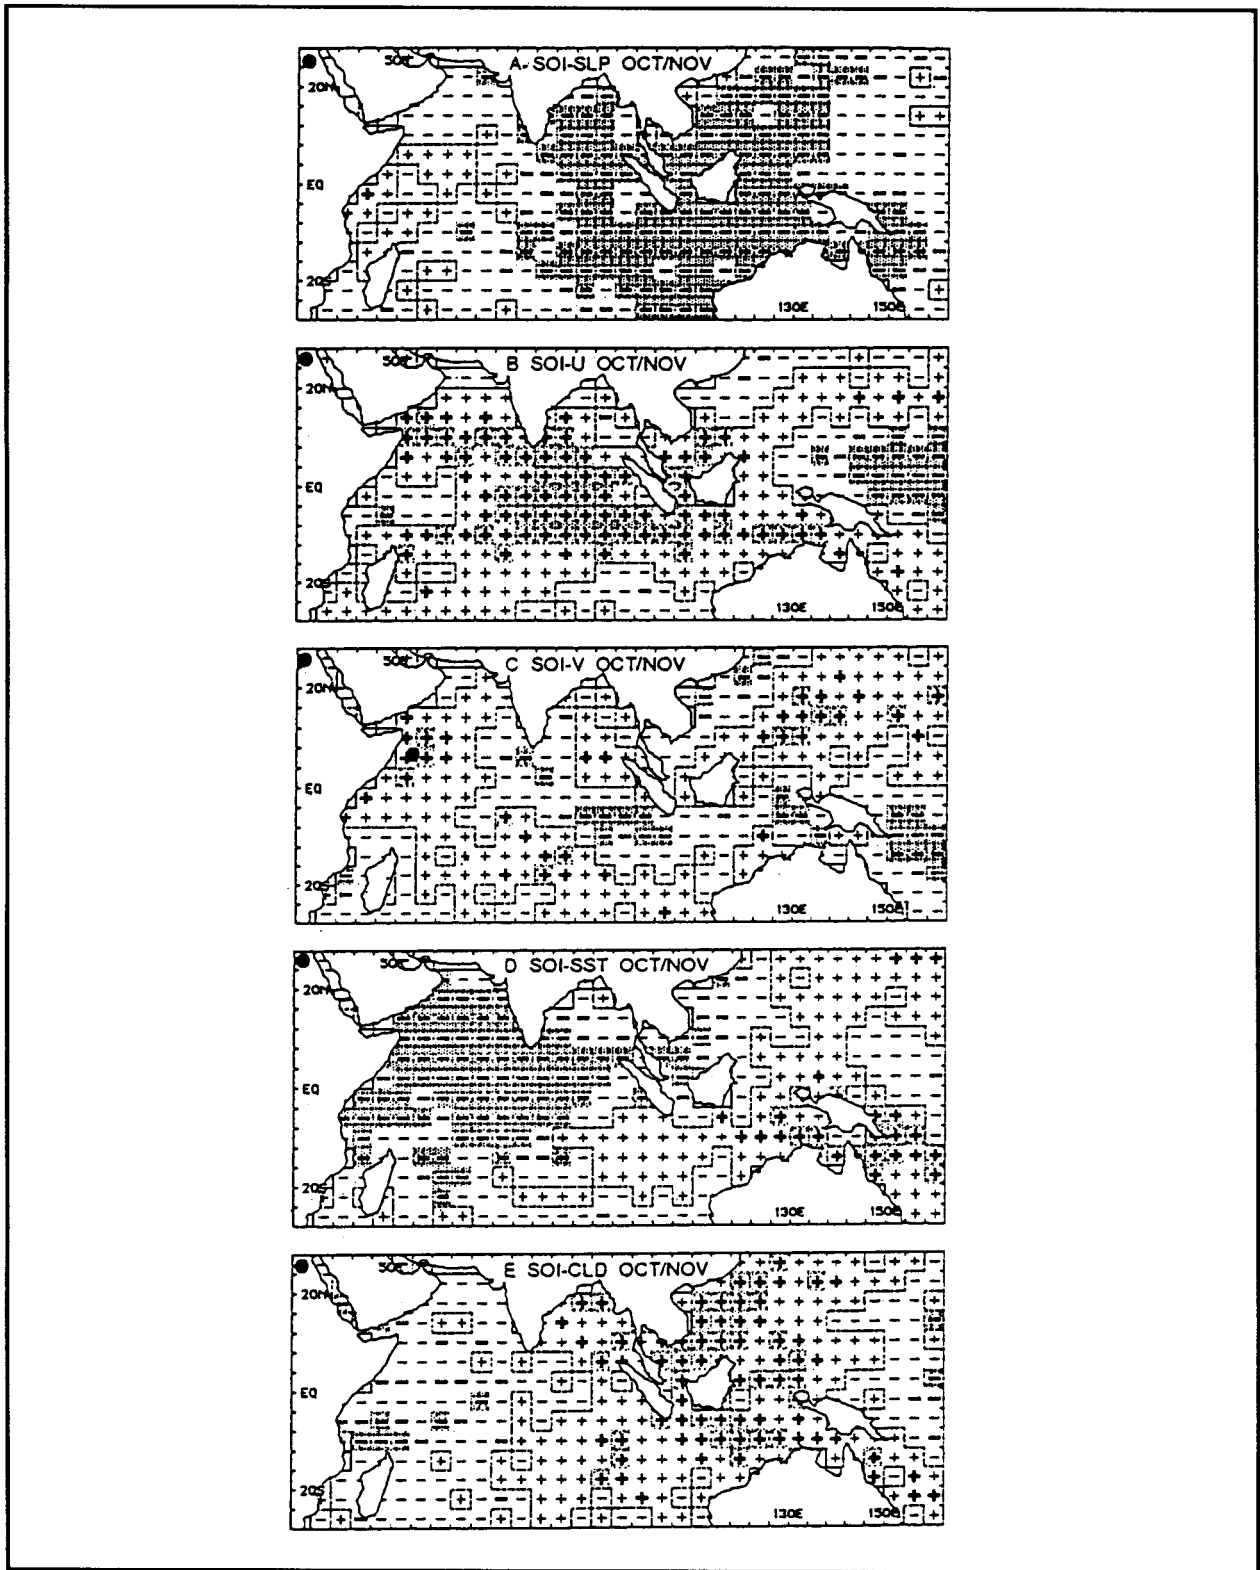 A- SOI-SLP OCT/NOV
50E
20N
EQ
20S
130E
150E
B SOI-U OCT/NOV
50E
20N
EQ
20S
130E
150E
C SOI-V OCT/NOV
50E
20N
EQ
20S
130E
150E
D SOI-SST OCT/NOV
50E
20N
EQ
20S
130E
150E
E SOI-CLD OCT/NOV
50E
20N
EQ
20S
130E
150E